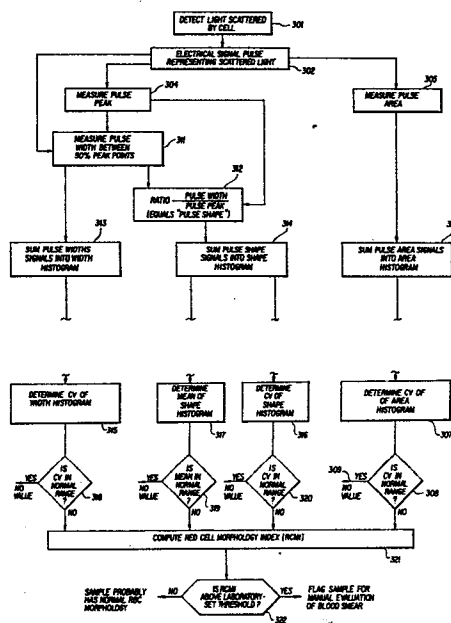 DETECT LIGHT SCATTERED
BY CELL
301
ELECTRICAL SIGNAL PULSE
REPRESENTING SCATTERED LIGHT
302
304
MEASURE PULSE
PEAK
305
MEASURE PULSE
AREA
MEASURE PULSE
WIDTH BETWEEN
50% PEAK POINTS
311
312
RATIO PULSE WIDTH
PULSE PEAK
(EQUALS "PULSE SHAPE")
313
SUM PULSE WIDTHS
SIGNALS INTO WIDTH
HISTOGRAM
314
SUM PULSE SHAPE
SIGNALS INTO SHAPE
HISTOGRAM
SUM PULSE AREA SIGNALS
INTO AREA
HISTOGRAM
DETERMINE CV OF
WIDTH HISTOGRAM
315
DETERMINE
MEAN OF
SHAPE
HISTOGRAM
317
DETERMINE
CV OF
SHAPE
HISTOGRAM
316
DETERMINE CV OF
OF AREA
HISTOGRAM
307
YES
NO
VALUE
IS
CV IN
NORMAL
RANGE
?
318
NO
YES
NO
VALUE
IS
MEAN IN
NORMAL
RANGE
?
319
NO
YES
NO
VALUE
IS
CV IN
NORMAL
RANGE
?
320
NO
309
YES
NO
VALUE
IS
CV IN
NORMAL
RANGE
?
308
NO
COMPUTE RED CELL MORPHOLOGY INDEX (RCMI)
321
SAMPLE PROBABLY
HAS NORMAL RBC
MORPHOLOGY
NO
IS RCMI
ABOVE LABORATORY-
SET THRESHOLD ?
322
YES
FLAG SAMPLE FOR
MANUAL EVALUATION
OF BLOOD SMEAR